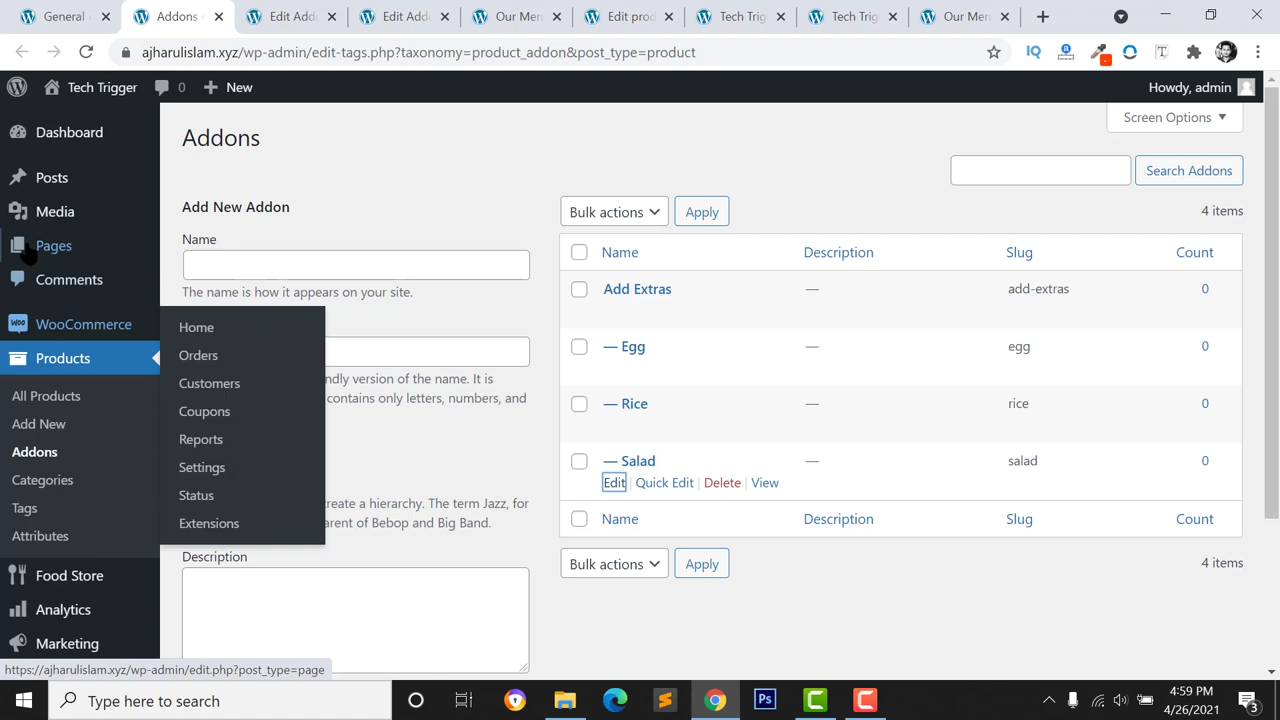 General
Addons
Edit Add
Edit Add
Our Men
Edit prod
Tech Trig
Tech Trig
Our Men
ajharulislam.xyz/wp-admin/edit-tags.php?taxonomy=product_addon&post_type=product
Tech Trigger
0
New
Howdy, admin
Dashboard
Posts
Media
Pages
Comments
WooCommerce
Products
All Products
Add New
Addons
Categories
Tags
Attributes
Food Store
Analytics
Marketing
Home
Orders
Customers
Coupons
Reports
Settings
Status
Extensions
Addons
Screen Options
Search Addons
Add New Addon
Name
The name is how it appears on your site.
ndly version of the name. It is
contains only letters, numbers, and
create a hierarchy. The term Jazz, for
arent of Bebop and Big Band.
Description
Bulk actions Apply 4 items
Name Description Slug Count
Add Extras — add-extras 0
— Egg — egg 0
— Rice — rice 0
— Salad — salad 0
Edit | Quick Edit | Delete | View
Name Description Slug Count
Bulk actions Apply 4 items
https://ajharulislam.xyz/wp-admin/edit.php?post_type=page
Type here to search
4:59 PM
4/26/2021
3